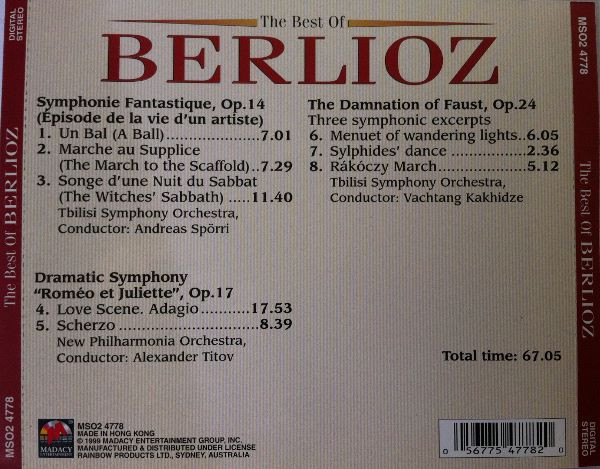 The Best Of
BERLIOZ
Symphonie Fantastique, Op.14
(Épisode de la vie d'un artiste)
1. Un Bal (A Ball)....................7.01
2. Marche au Supplice
(The March to the Scaffold)..7.29
3. Songe d'une Nuit du Sabbat
(The Witches' Sabbath) .....11.40
Tbilisi Symphony Orchestra,
Conductor: Andreas Spörri
Dramatic Symphony
"Roméo et Juliette", Op.17
4. Love Scene. Adagio...........17.53
5. Scherzo ............................8.39
New Philharmonia Orchestra,
Conductor: Alexander Titov
The Damnation of Faust, Op.24
Three symphonic excerpts
6. Menuet of wandering lights..6.05
7. Sylphides' dance ................2.36
8. Rákóczy March...................5.12
Tbilisi Symphony Orchestra,
Conductor: Vachtang Kakhidze
Total time: 67.05
MADACY
ENTERTAINMENT
MSO2 4778
MADE IN HONG KONG
© 1999 MADACY ENTERTAINMENT GROUP, INC.
MANUFACTURED & DISTRIBUTED UNDER LICENSE
RAINBOW PRODUCTS LTD., SYDNEY, AUSTRALIA
0 56775 47782 0
DIGITAL
STEREO
The Best Of BERLIOZ
MSO2 4778
MSO2 4778
The Best Of BERLIOZ
DIGITAL
STEREO